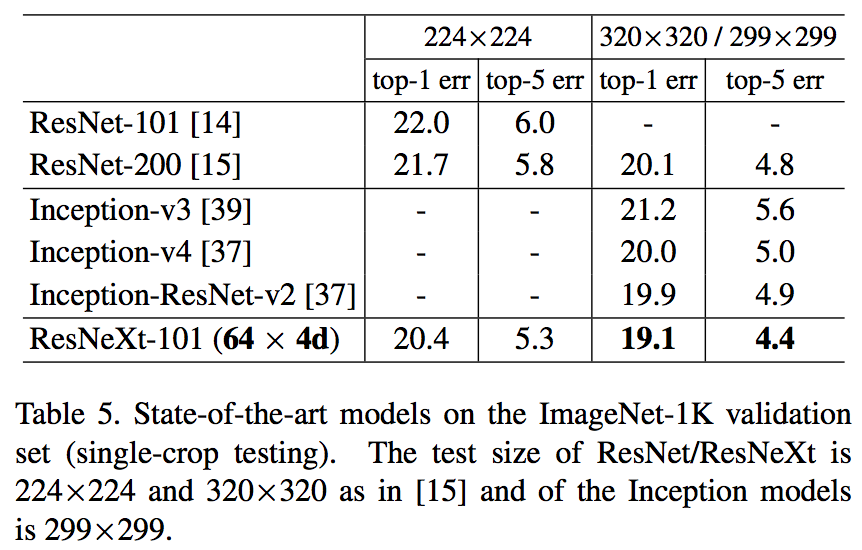 224×224 320×320 / 299×299
top-1 err top-5 err top-1 err top-5 err
ResNet-101 [14] 22.0 6.0 - -
ResNet-200 [15] 21.7 5.8 20.1 4.8
Inception-v3 [39] - - 21.2 5.6
Inception-v4 [37] - - 20.0 5.0
Inception-ResNet-v2 [37] - - 19.9 4.9
ResNeXt-101 (64 × 4d) 20.4 5.3 19.1 4.4
Table 5. State-of-the-art models on the ImageNet-1K validation
set (single-crop testing). The test size of ResNet/ResNeXt is
224×224 and 320×320 as in [15] and of the Inception models
is 299×299.